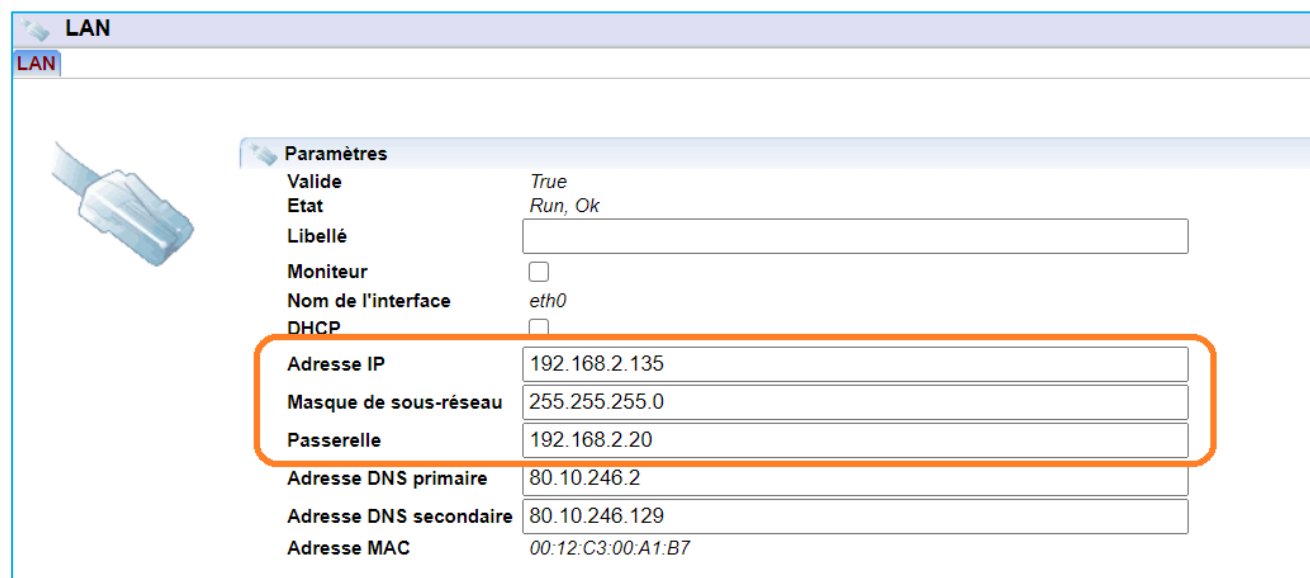 LAN
LAN
Paramètres
Valide True
Etat Run, Ok
Libellé
Moniteur
Nom de l'interface eth0
DHCP
Adresse IP 192.168.2.135
Masque de sous-réseau 255.255.255.0
Passerelle 192.168.2.20
Adresse DNS primaire 80.10.246.2
Adresse DNS secondaire 80.10.246.129
Adresse MAC 00:12:C3:00:A1:B7